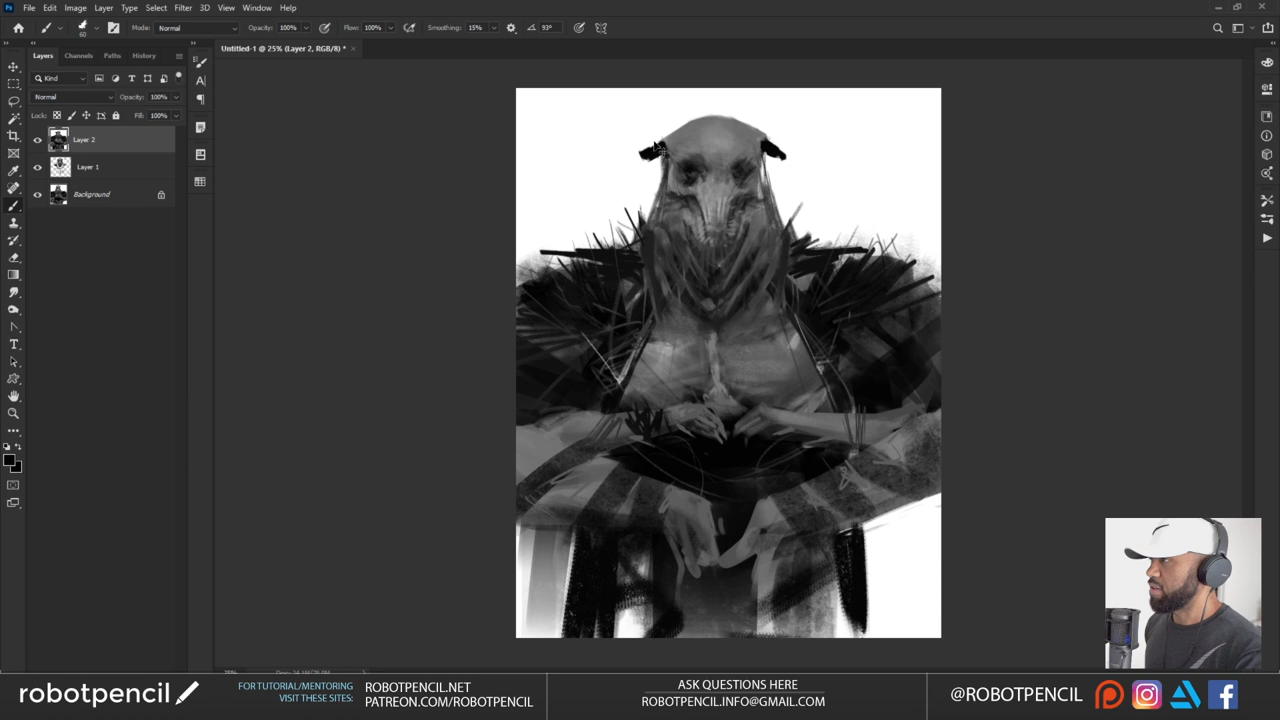 Ps File Edit Image Layer Type Select Filter 3D View Window Help
60 Mode: Normal Opacity: 100% Flow: 100% Smoothing: 15% 93°
Layers Channels Paths History
Untitled-1 @ 25% (Layer 2, RGB/8) *
Kind
Normal Opacity: 100%
Lock: Fill: 100%
Layer 2
Layer 1
Background
robotpencil
FOR TUTORIAL/MENTORING
VISIT THESE SITES:
ROBOTPENCIL.NET
PATREON.COM/ROBOTPENCIL
ASK QUESTIONS HERE
ROBOTPENCIL.INFO@GMAIL.COM
@ROBOTPENCIL